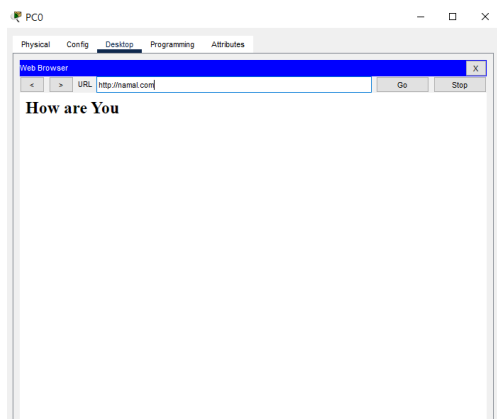 PC0
Physical Config Desktop Programming Attributes
Web Browser X
< > URL http://namal.com Go Stop
How are You